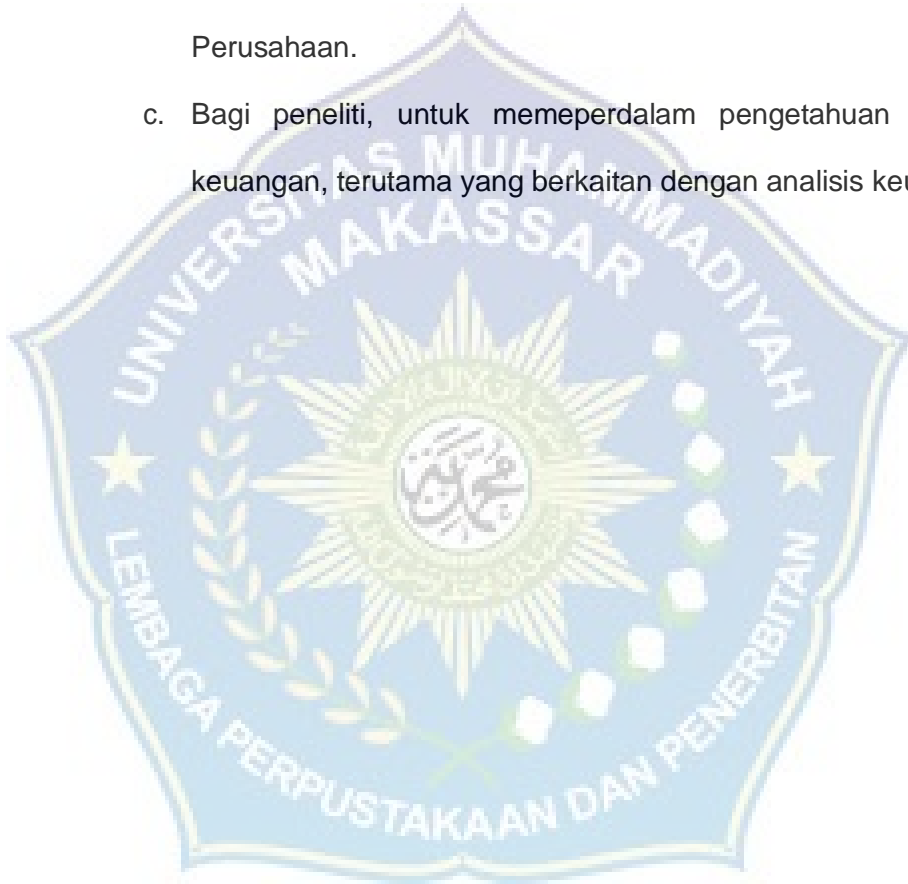 Perusahaan.
c. Bagi peneliti, untuk memeperdalam pengetahuan
keuangan, terutama yang berkaitan dengan analisis
UNIVERSITAS MUHAMMADIYAH
MAKASSAR
LEMBAGA PERPUSTAKAAN DAN PENERBITAN